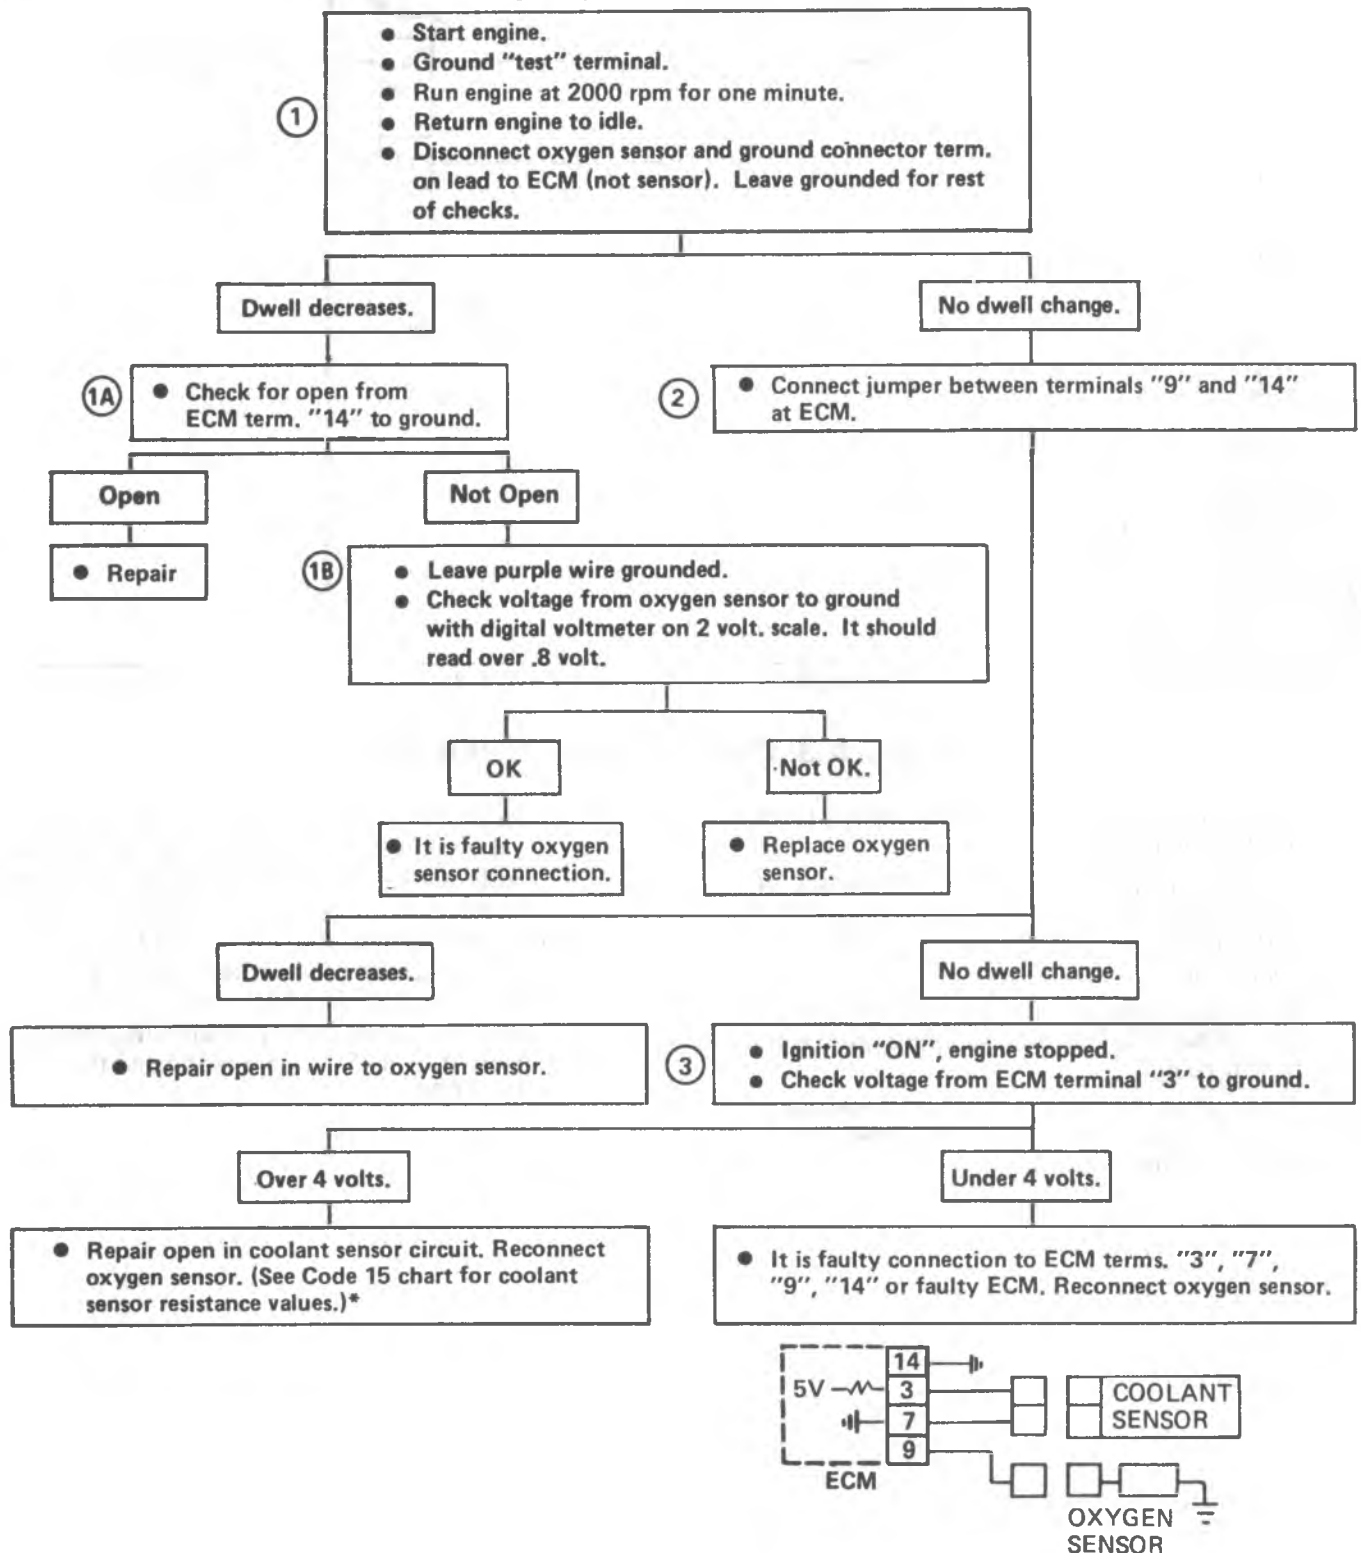 ● Start engine.
● Ground "test" terminal.
● Run engine at 2000 rpm for one minute.
● Return engine to idle.
● Disconnect oxygen sensor and ground connector term.
on lead to ECM (not sensor). Leave grounded for rest
of checks.
1
Dwell decreases.
No dwell change.
1A
● Check for open from
ECM term. "14" to ground.
2
● Connect jumper between terminals "9" and "14"
at ECM.
Open
Not Open
● Repair
1B
● Leave purple wire grounded.
● Check voltage from oxygen sensor to ground
with digital voltmeter on 2 volt. scale. It should
read over .8 volt.
OK
Not OK.
● It is faulty oxygen
sensor connection.
● Replace oxygen
sensor.
Dwell decreases.
No dwell change.
● Repair open in wire to oxygen sensor.
3
● Ignition "ON", engine stopped.
● Check voltage from ECM terminal "3" to ground.
Over 4 volts.
Under 4 volts.
● Repair open in coolant sensor circuit. Reconnect
oxygen sensor. (See Code 15 chart for coolant
sensor resistance values.)*
● It is faulty connection to ECM terms. "3", "7",
"9", "14" or faulty ECM. Reconnect oxygen sensor.
14
5V
3
7
9
ECM
COOLANT
SENSOR
OXYGEN
SENSOR